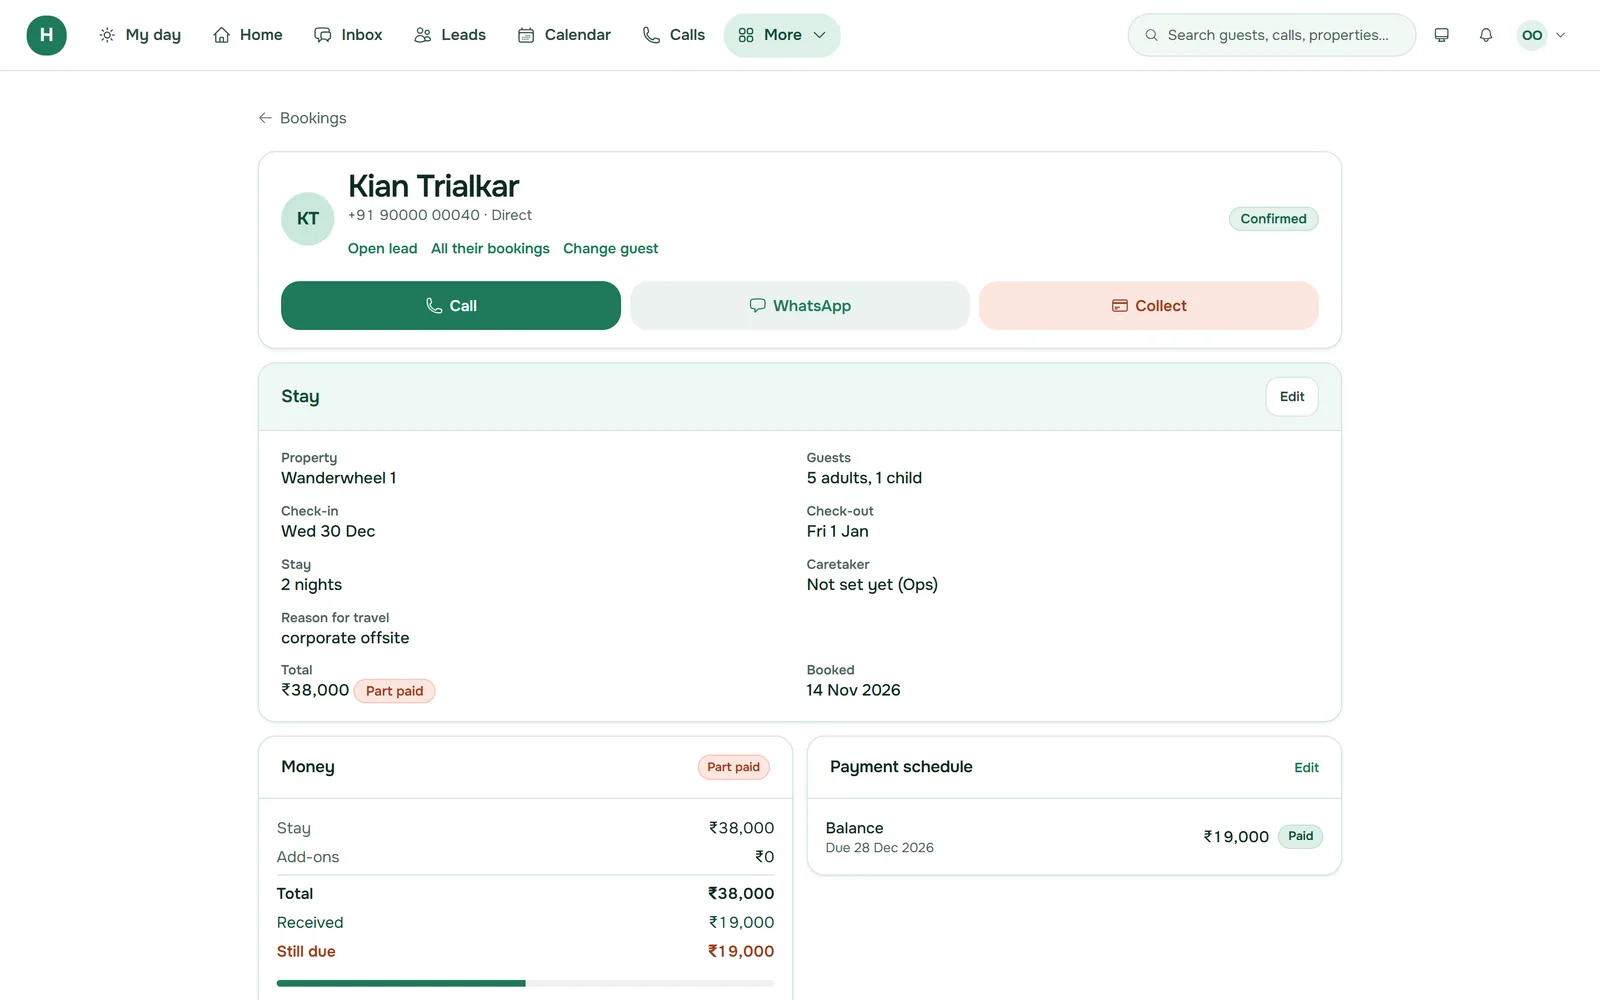 H
My day
Home
Inbox
Leads
Calendar
Calls
More
Search guests, calls, properties...
OO
Bookings
KT
Kian Trialkar
+91 90000 00040 · Direct
Open lead All their bookings Change guest
Confirmed
Call
WhatsApp
Collect
Stay
Edit
Property
Wanderwheel 1
Guests
5 adults, 1 child
Check-in
Wed 30 Dec
Check-out
Fri 1 Jan
Stay
2 nights
Caretaker
Not set yet (Ops)
Reason for travel
corporate offsite
Total
₹38,000 Part paid
Booked
14 Nov 2026
Money
Part paid
Stay ₹38,000
Add-ons ₹0
Total ₹38,000
Received ₹19,000
Still due ₹19,000
Payment schedule
Edit
Balance
Due 28 Dec 2026
₹19,000 Paid